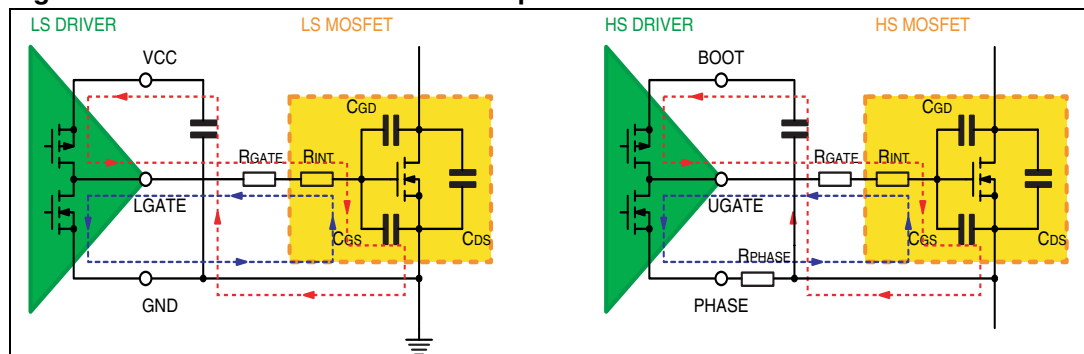 LS DRIVER
LS MOSFET
VCC
CGD
RGATE
RINT
LGATE
CGS
CDS
GND
HS DRIVER
HS MOSFET
BOOT
CGD
RGATE
RINT
UGATE
CGS
CDS
RPHASE
PHASE